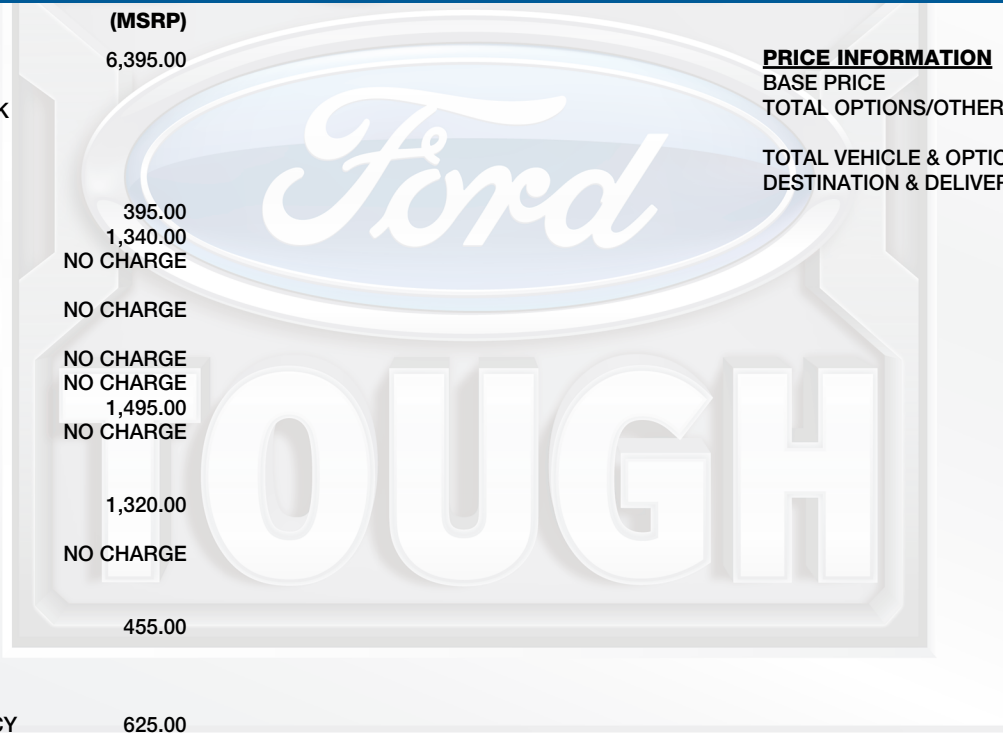 (MSRP)
6,395.00
K
395.00
1,340.00
NO CHARGE
NO CHARGE
NO CHARGE
NO CHARGE
1,495.00
NO CHARGE
1,320.00
NO CHARGE
455.00
CY 625.00
PRICE INFORMATION
BASE PRICE
TOTAL OPTIONS/OTHER
TOTAL VEHICLE & OPTIO
DESTINATION & DELIVER
Ford
TOUGH